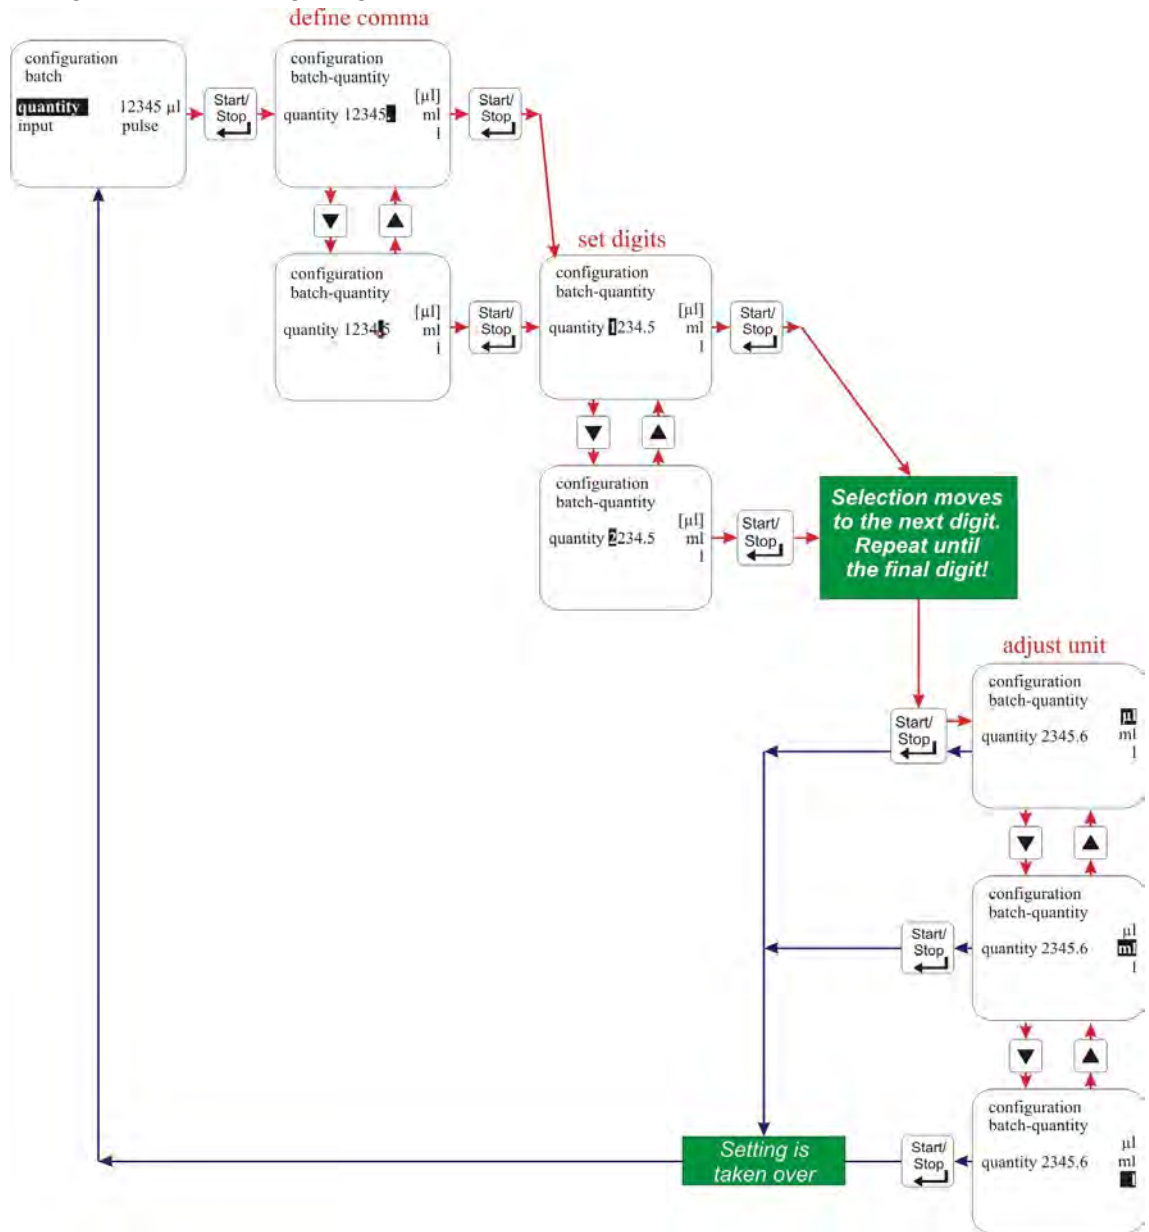 define comma
configuration
batch
quantity 12345 µl
input pulse
Start/
Stop
configuration
batch-quantity
[µl]
quantity 12345. ml
l
Start/
Stop
configuration
batch-quantity
[µl]
quantity 1234.5 ml
l
Start/
Stop
set digits
configuration
batch-quantity
[µl]
quantity 1234.5 ml
l
Start/
Stop
configuration
batch-quantity
[µl]
quantity 2234.5 ml
l
Start/
Stop
Selection moves
to the next digit.
Repeat until
the final digit!
adjust unit
Start/
Stop
configuration
batch-quantity
µl
quantity 2345.6 ml
l
Start/
Stop
configuration
batch-quantity
µl
quantity 2345.6 ml
l
Setting is
taken over
Start/
Stop
configuration
batch-quantity
µl
quantity 2345.6 ml
l